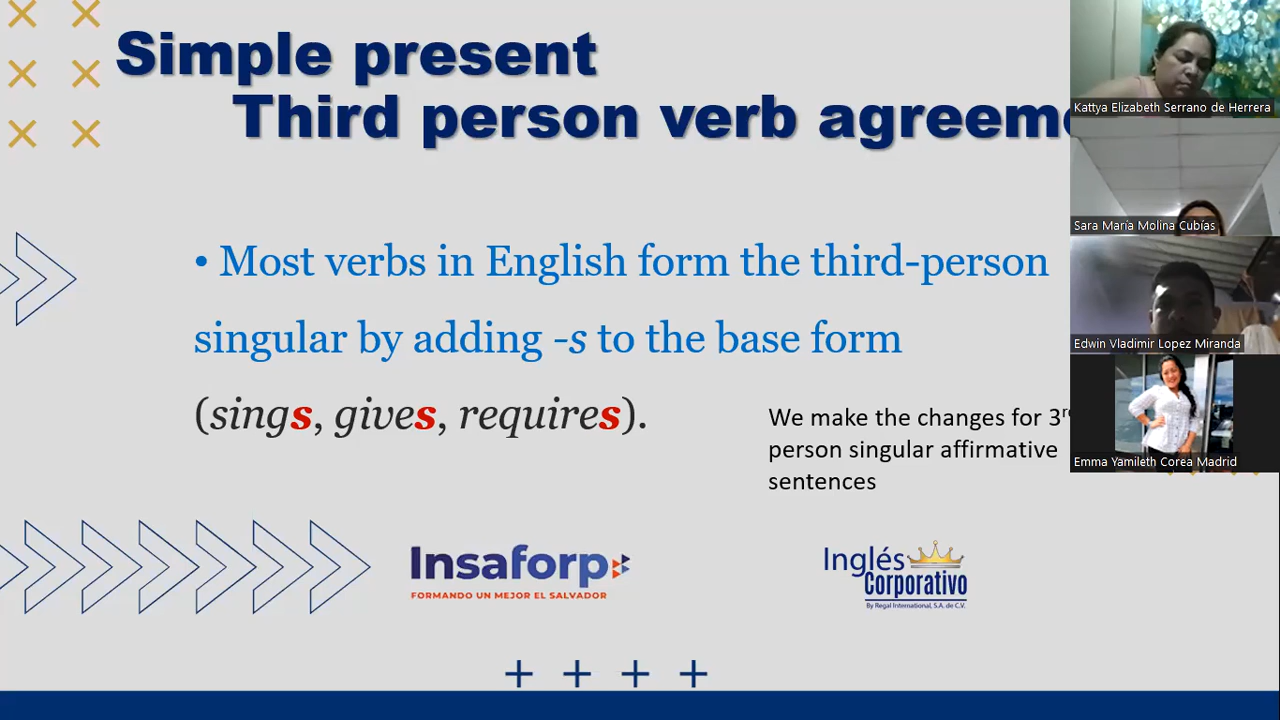 Simple present
Third person verb agreem
• Most verbs in English form the third-person
singular by adding -s to the base form
(sings, gives, requires).
We make the changes for 3r
person singular affirmative
sentences
Insaforp
FORMANDO UN MEJOR EL SALVADOR
Inglés
Corporativo
By Regal International, S.A. de C.V.
Kattya Elizabeth Serrano de Herrera
Sara María Molina Cubías
Edwin Vladimir Lopez Miranda
Emma Yamileth Corea Madrid